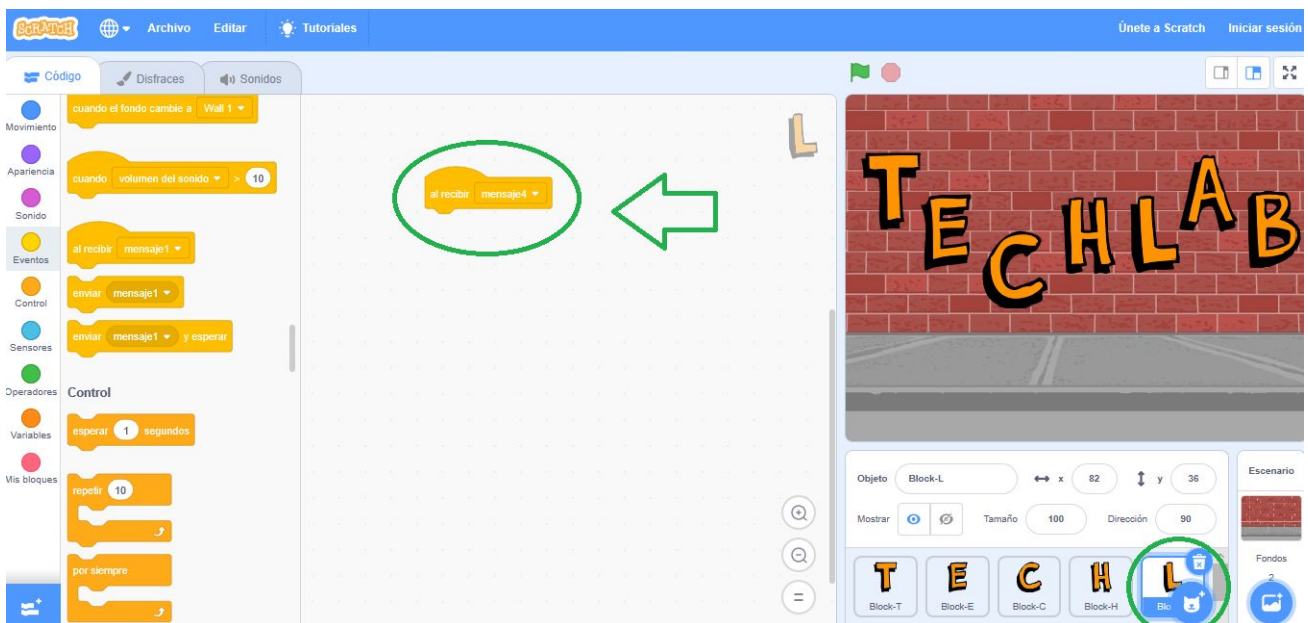 SCRATCH Archivo Editar Tutoriales Únete a Scratch Iniciar sesión
Código Disfraces Sonidos
Movimiento
Apariencia
Sonido
Eventos
Control
Sensores
Operadores
Variables
Mis bloques
cuando el fondo cambie a Wall 1
cuando volumen del sonido > 10
al recibir mensaje1
enviar mensaje1
enviar mensaje1 y esperar
Control
esperar 1 segundos
repetir 10
por siempre
al recibir mensaje4
L
=
TECHLAB
Objeto Block-L x 82 y 36
Mostrar Tamaño 100 Dirección 90
T E C H L
Block-T Block-E Block-C Block-H
Escenario
Fondos
2